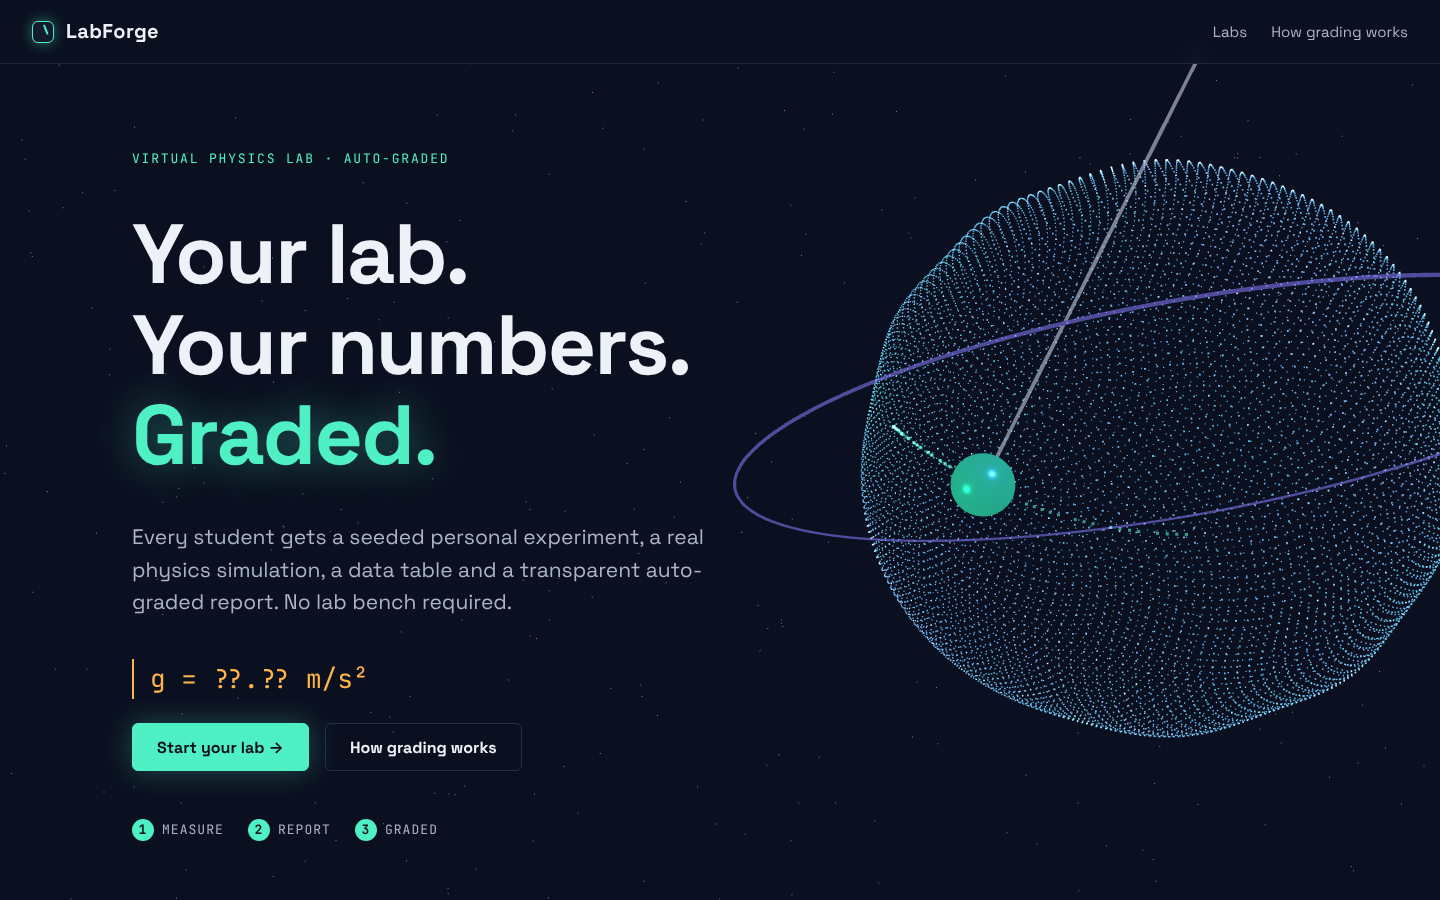 LabForge
Labs
How grading works
VIRTUAL PHYSICS LAB · AUTO-GRADED
Your lab.
Your numbers.
Graded.
Every student gets a seeded personal experiment, a real
physics simulation, a data table and a transparent auto-
graded report. No lab bench required.
g = ??.?? m/s²
Start your lab →
How grading works
1 MEASURE
2 REPORT
3 GRADED